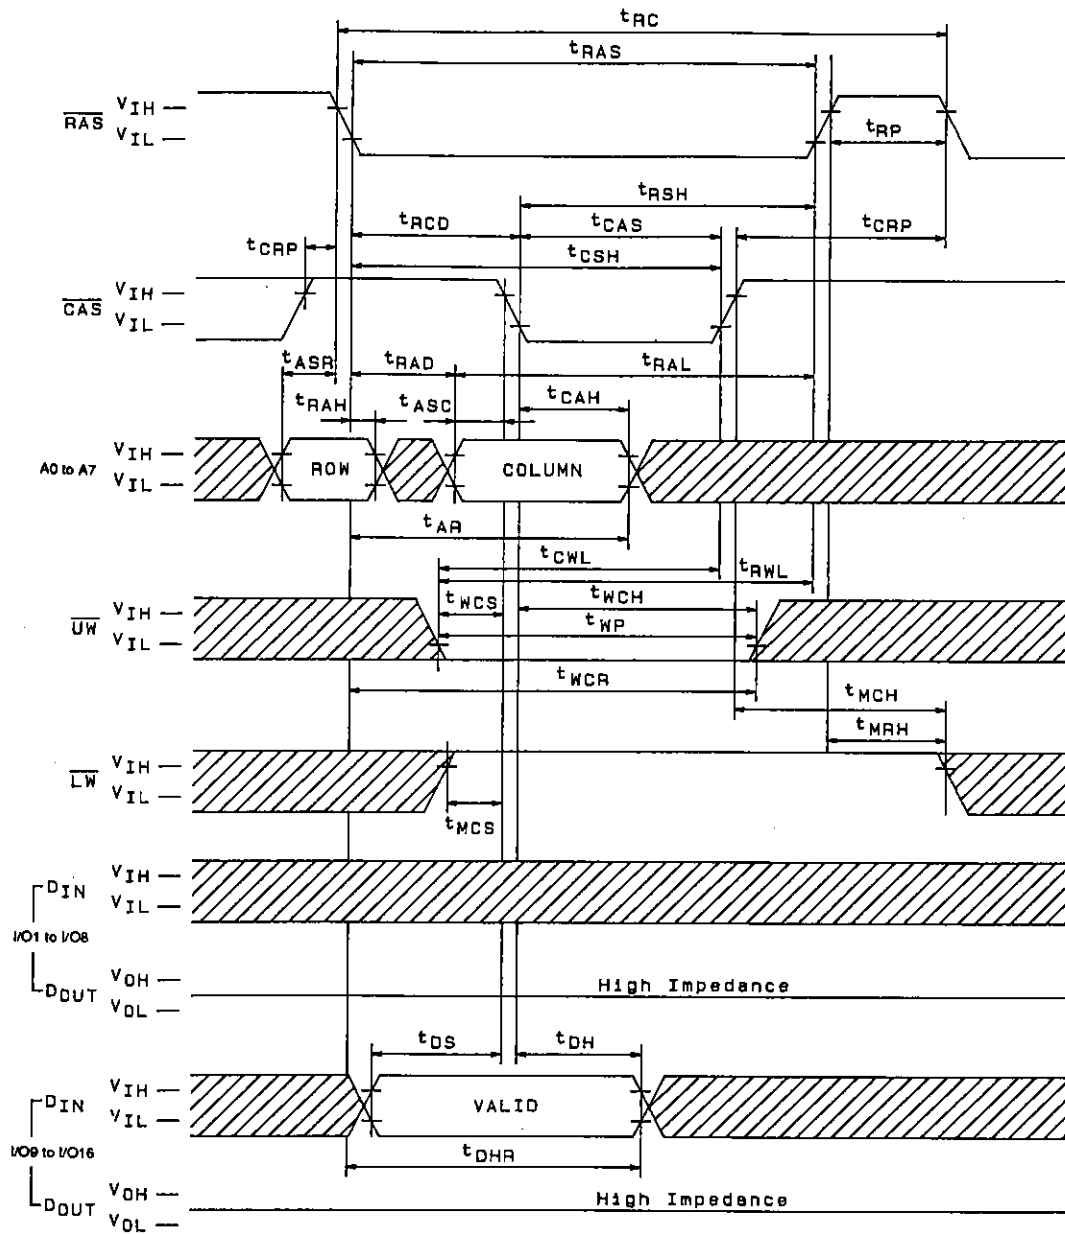 tRC
tRAS
RAS VIH
VIL
tRP
tRSH
tRCD tCAS tCRP
tCRP tCSH
CAS VIH
VIL
tASR tRAD tRAL
tRAH tASC tCAH
A0 to A7 VIH
VIL
ROW COLUMN
tAR
tCWL
tRWL
tWCS tWCH
UW VIH
VIL
tWP
tWCR
tMCH
tMRH
LW VIH
VIL
tMCS
DIN VIH
VIL
I/O1 to I/O8
DOUT VOH
VOL
High Impedance
tDS tDH
DIN VIH
VIL
VALID
I/O9 to I/O16
tDHR
DOUT VOH
VOL
High Impedance